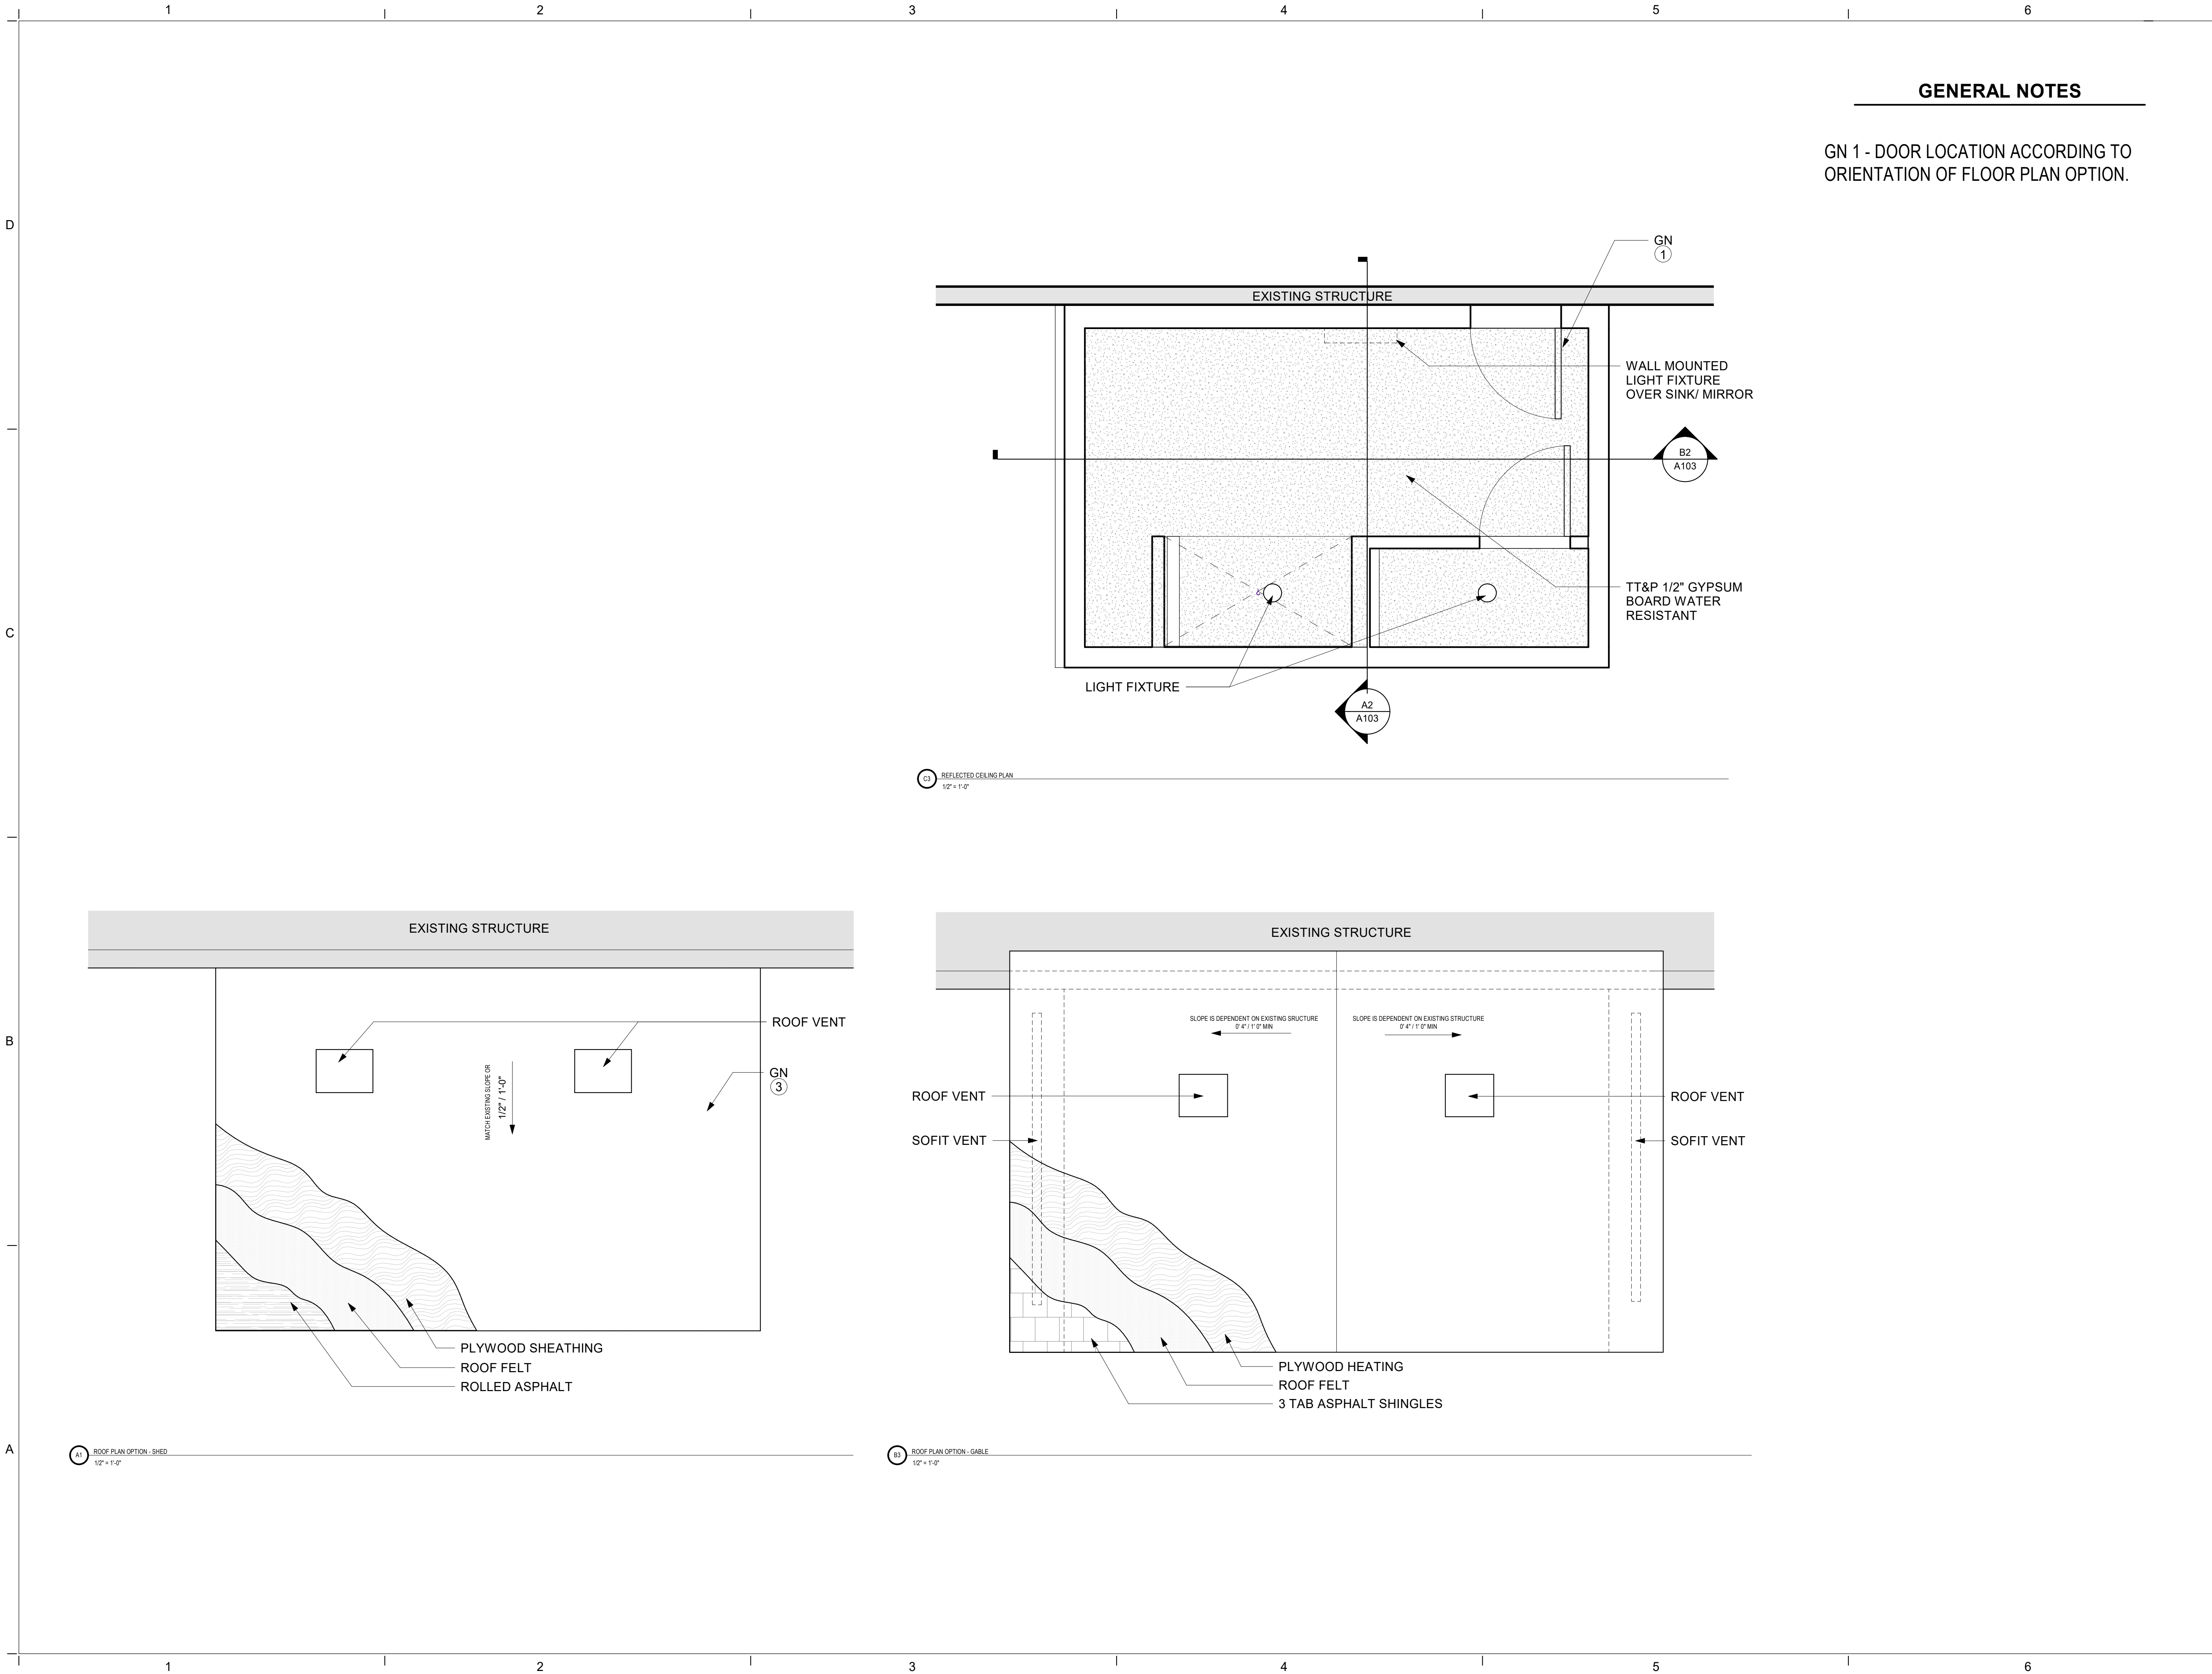 1 2 3 4 5 6
GENERAL NOTES
GN 1 - DOOR LOCATION ACCORDING TO
ORIENTATION OF FLOOR PLAN OPTION.
D
GN
1
EXISTING STRUCTURE
WALL MOUNTED
LIGHT FIXTURE
OVER SINK/ MIRROR
B2
A103
TT&P 1/2" GYPSUM
BOARD WATER
RESISTANT
C
LIGHT FIXTURE
A2
A103
C3
REFLECTED CEILING PLAN
1/2" = 1'-0"
EXISTING STRUCTURE
ROOF VENT
GN
3
MATCH EXISTING SLOPE OR
1/2" / 1'-0"
B
PLYWOOD SHEATHING
ROOF FELT
ROLLED ASPHALT
A1
ROOF PLAN OPTION - SHED
1/2" = 1'-0"
EXISTING STRUCTURE
SLOPE IS DEPENDENT ON EXISTING SRUCTURE
0' 4" / 1' 0" MIN
SLOPE IS DEPENDENT ON EXISTING STRUCTURE
0' 4" / 1' 0" MIN
ROOF VENT
ROOF VENT
SOFIT VENT
SOFIT VENT
PLYWOOD HEATING
ROOF FELT
3 TAB ASPHALT SHINGLES
A
B3
ROOF PLAN OPTION - GABLE
1/2" = 1'-0"
1 2 3 4 5 6